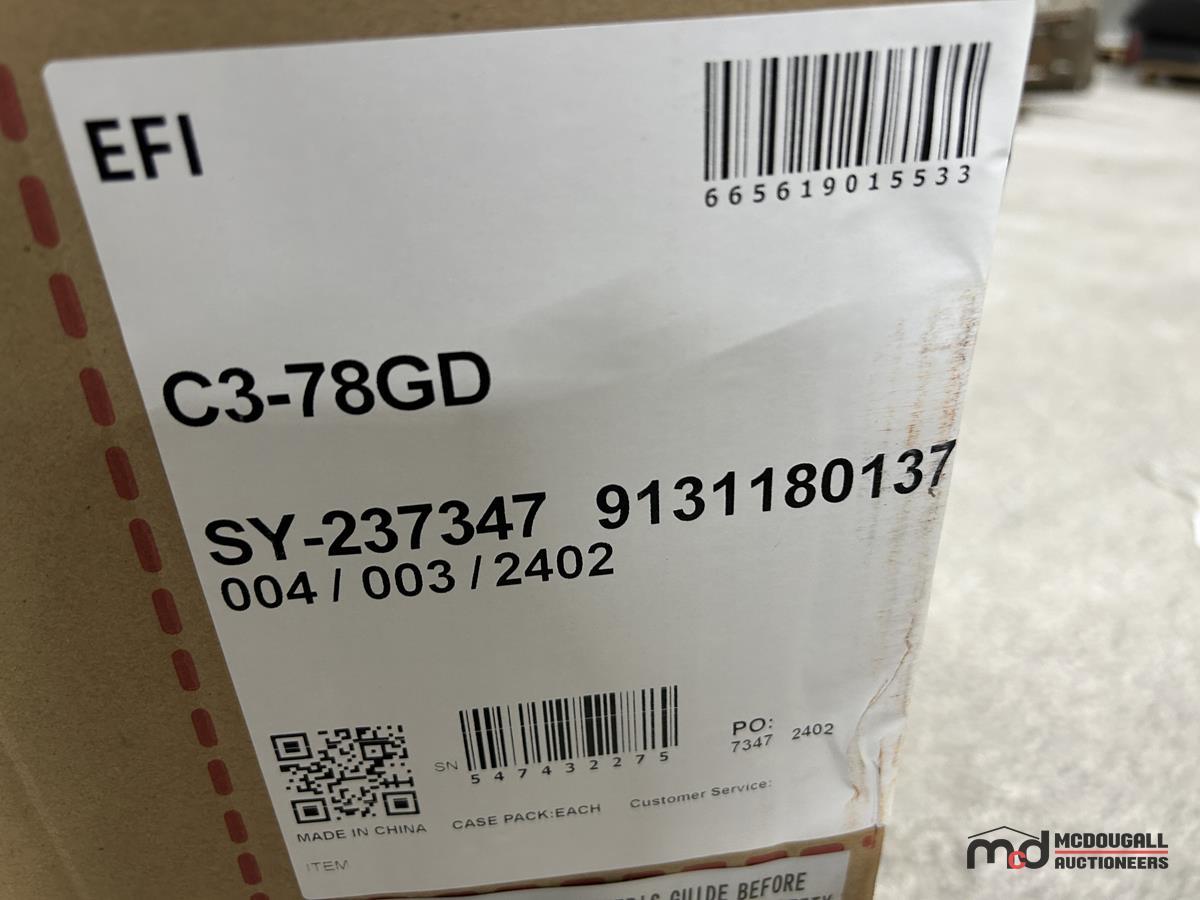 EFI
665619015533
C3-78GD
SY-237347 9131180137
004 / 003 / 2402
SN
547432275
PO:
7347 2402
MADE IN CHINA
CASE PACK:EACH
Customer Service:
ITEM
GUIDE BEFORE
mcd MCDOUGALL
AUCTIONEERS